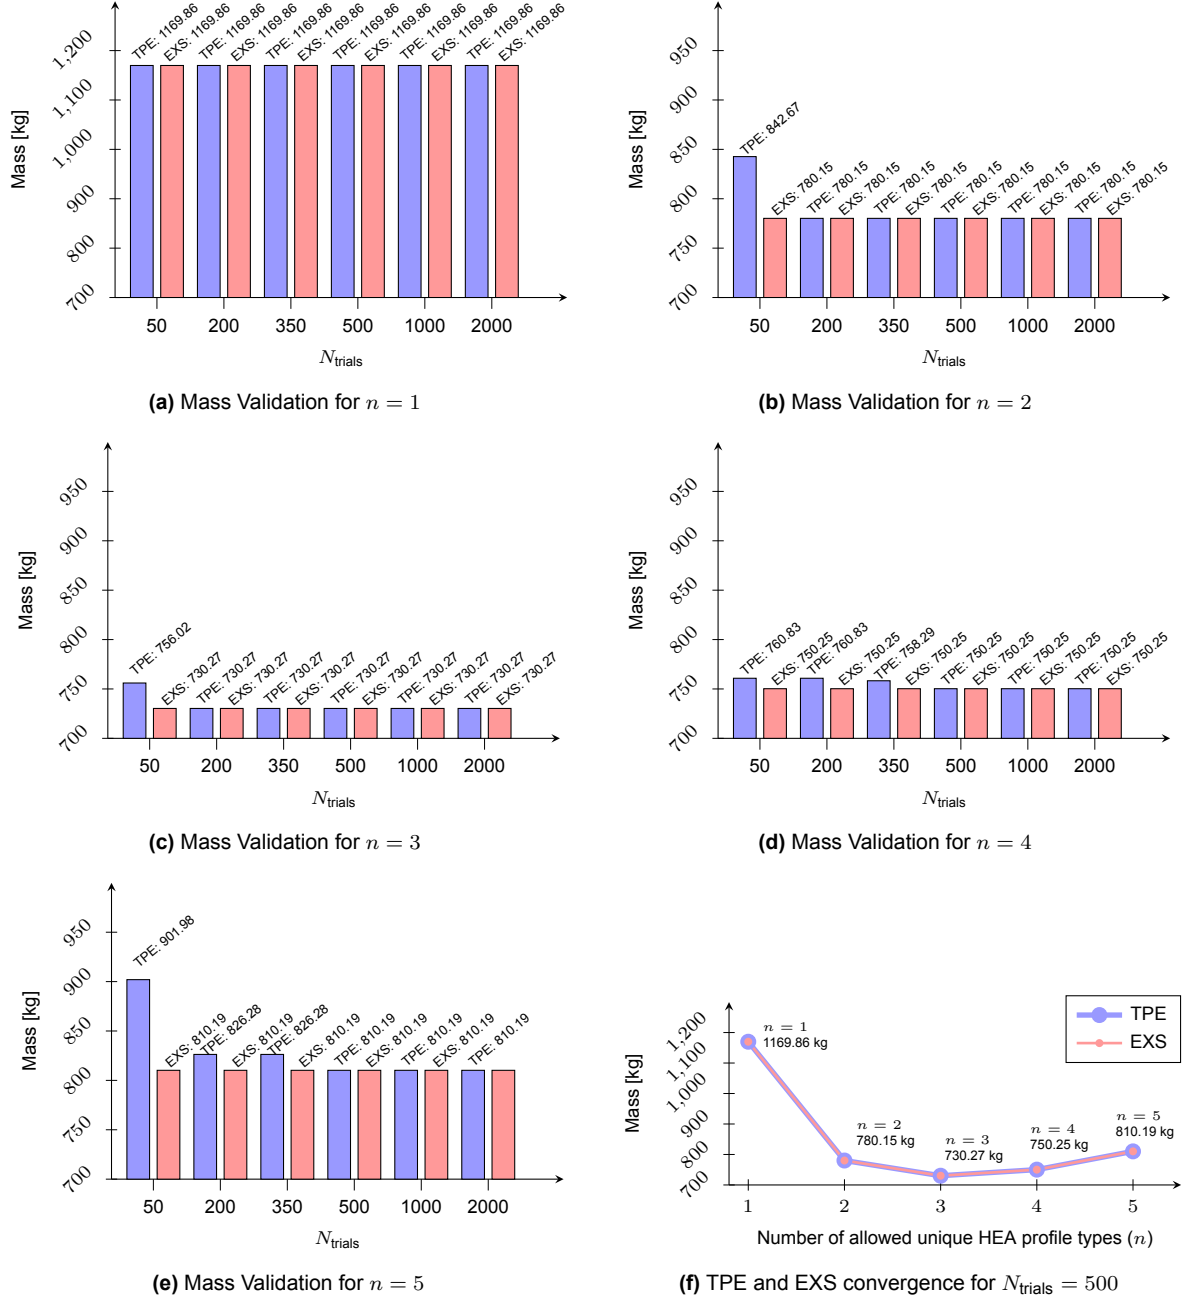 TPE: 1169.86 EXS: 1169.86 TPE: 1169.86 EXS: 1169.86 TPE: 1169.86 EXS: 1169.86 TPE: 1169.86 EXS: 1169.86 TPE: 1169.86 EXS: 1169.86 TPE: 1169.86 EXS: 1169.86
1,200
1,100
1,000
900
800
700
Mass [kg]
50 200 350 500 1000 2000
N_trials
(a) Mass Validation for n = 1
950
900
850
800
750
700
Mass [kg]
TPE: 842.67 EXS: 780.15 TPE: 780.15 EXS: 780.15 TPE: 780.15 EXS: 780.15 TPE: 780.15 EXS: 780.15 TPE: 780.15 EXS: 780.15 TPE: 780.15 EXS: 780.15
50 200 350 500 1000 2000
N_trials
(b) Mass Validation for n = 2
950
900
850
800
750
700
Mass [kg]
TPE: 756.02 EXS: 730.27 TPE: 730.27 EXS: 730.27 TPE: 730.27 EXS: 730.27 TPE: 730.27 EXS: 730.27 TPE: 730.27 EXS: 730.27 TPE: 730.27 EXS: 730.27
50 200 350 500 1000 2000
N_trials
(c) Mass Validation for n = 3
950
900
850
800
750
700
Mass [kg]
TPE: 760.83 EXS: 750.25 TPE: 760.83 EXS: 750.25 TPE: 758.29 EXS: 750.25 TPE: 750.25 EXS: 750.25 TPE: 750.25 EXS: 750.25 TPE: 750.25 EXS: 750.25
50 200 350 500 1000 2000
N_trials
(d) Mass Validation for n = 4
950
900
850
800
750
700
Mass [kg]
TPE: 901.98 EXS: 810.19 TPE: 826.28 EXS: 810.19 TPE: 826.28 EXS: 810.19 TPE: 810.19 EXS: 810.19 TPE: 810.19 EXS: 810.19 TPE: 810.19
50 200 350 500 1000 2000
N_trials
(e) Mass Validation for n = 5
TPE
EXS
1,200
1,100
1,000
900
800
700
Mass [kg]
n = 1
1169.86 kg
n = 2
780.15 kg
n = 3
730.27 kg
n = 4
750.25 kg
n = 5
810.19 kg
1 2 3 4 5
Number of allowed unique HEA profile types (n)
(f) TPE and EXS convergence for N_trials = 500